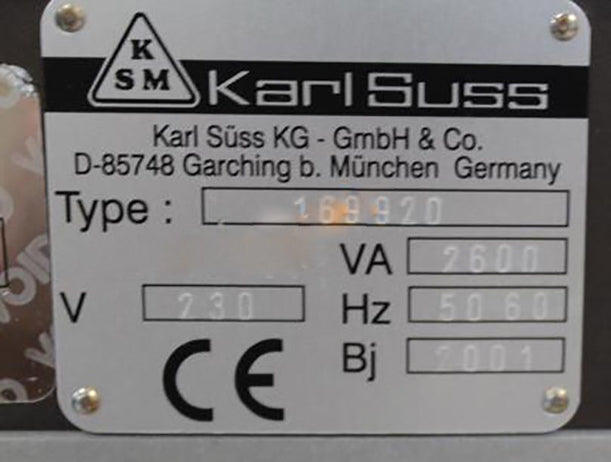 K
SM
Karl Suss
Karl Süss KG - GmbH & Co.
D-85748 Garching b. München Germany
Type : 169920
VA 2600
V 230 Hz 50 60
Bj 2001
CE